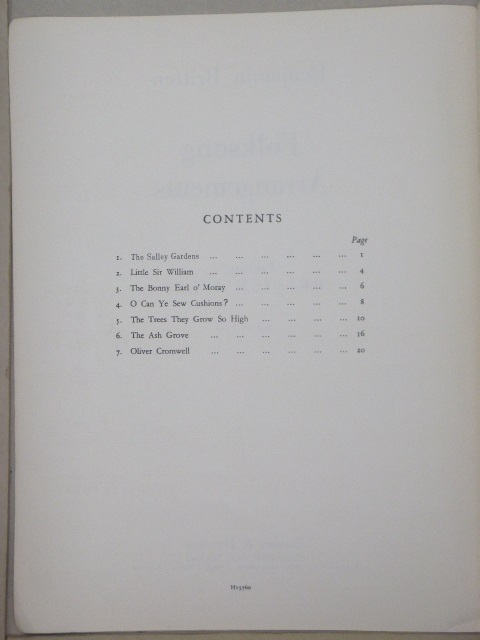 CONTENTS
Page
1. The Salley Gardens ... ... ... ... ... ... 1
2. Little Sir William ... ... ... ... ... ... 4
3. The Bonny Earl o' Moray ... ... ... ... ... 6
4. O Can Ye Sew Cushions? ... ... ... ... ... 8
5. The Trees They Grow So High ... ... ... ... 10
6. The Ash Grove ... ... ... ... ... ... 16
7. Oliver Cromwell ... ... ... ... ... ... 20